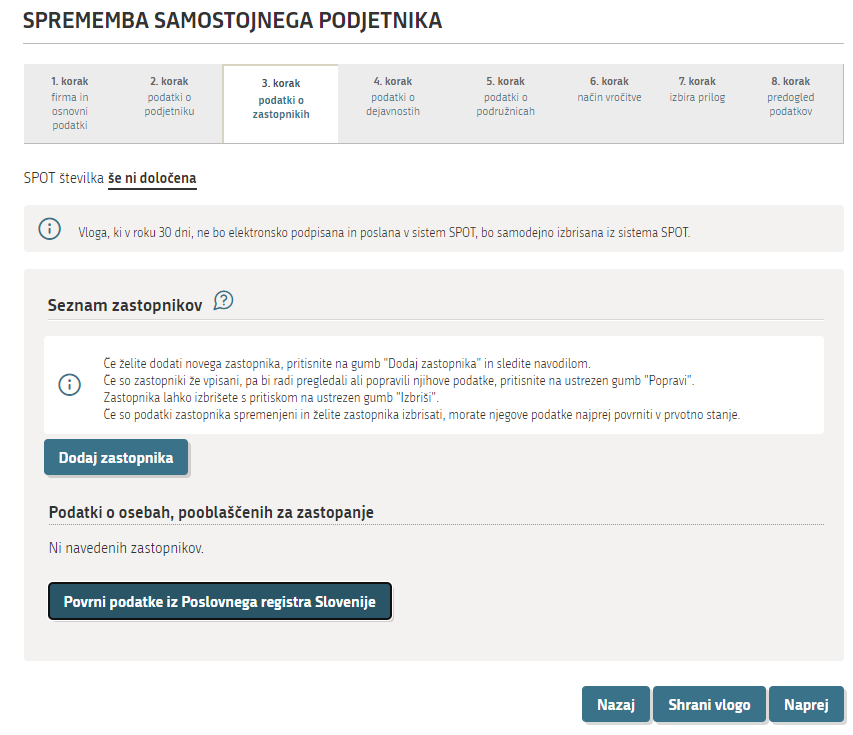 SPREMEMBA SAMOSTOJNEGA PODJETNIKA
1. korak
firma in
osnovni
podatki
2. korak
podatki o
podjetniku
3. korak
podatki o
zastopnikih
4. korak
podatki o
dejavnostih
5. korak
podatki o
podružnicah
6. korak
način vročitve
7. korak
izbira prilog
8. korak
predogled
podatkov
SPOT številka še ni določena
Vloga, ki v roku 30 dni, ne bo elektronsko podpisana in poslana v sistem SPOT, bo samodejno izbrisana iz sistema SPOT.
Seznam zastopnikov
Če želite dodati novega zastopnika, pritisnite na gumb "Dodaj zastopnika" in sledite navodilom.
Če so zastopniki že vpisani, pa bi radi pregledali ali popravili njihove podatke, pritisnite na ustrezen gumb "Popravi".
Zastopnika lahko izbrišete s pritiskom na ustrezen gumb "Izbriši".
Če so podatki zastopnika spremenjeni in želite zastopnika izbrisati, morate njegove podatke najprej povrniti v prvotno stanje.
Dodaj zastopnika
Podatki o osebah, pooblaščenih za zastopanje
Ni navedenih zastopnikov.
Povrni podatke iz Poslovnega registra Slovenije
Nazaj
Shrani vlogo
Naprej